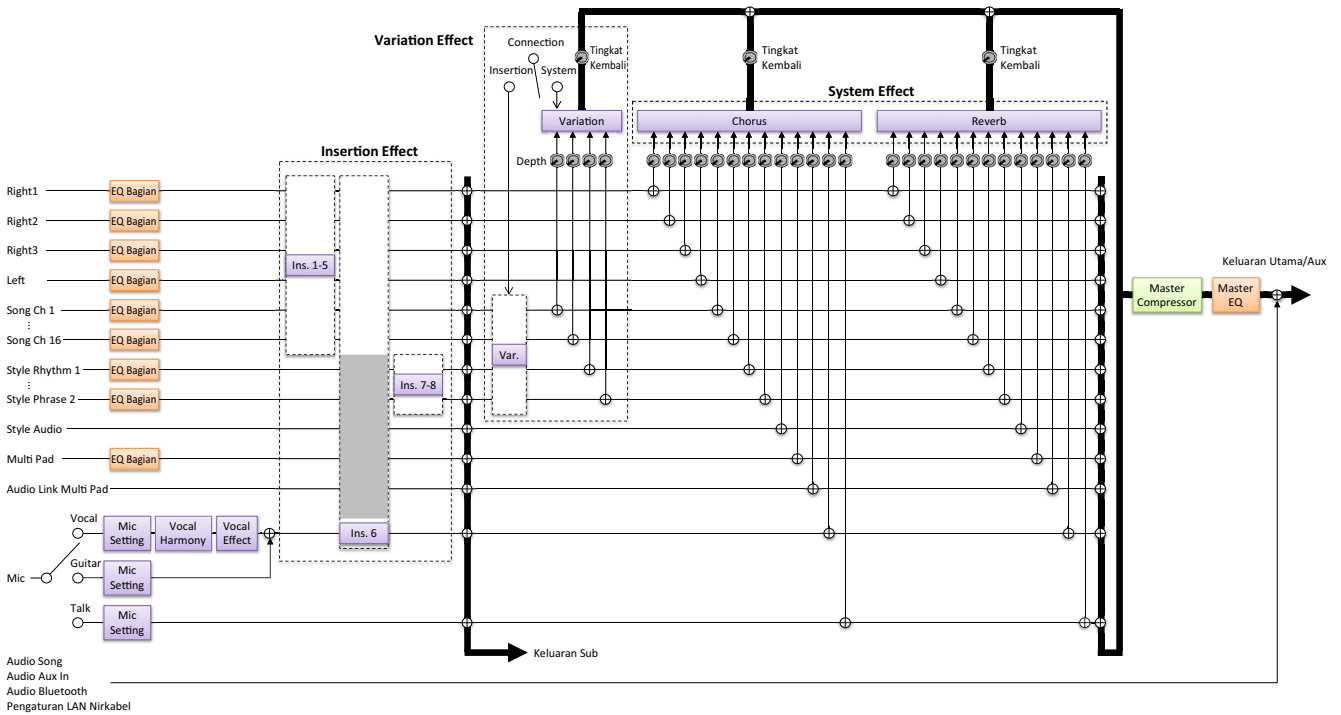 Variation Effect
Connection
Insertion
System
Tingkat
Kembali
Tingkat
Kembali
Tingkat
Kembali
System Effect
Variation
Chorus
Reverb
Insertion Effect
Depth
Right1
EQ Bagian
Right2
EQ Bagian
Right3
EQ Bagian
Keluaran Utama/Aux
Ins. 1-5
Left
EQ Bagian
Master
Compressor
Master
EQ
Song Ch 1
EQ Bagian
Song Ch 16
EQ Bagian
Var.
Style Rhythm 1
EQ Bagian
Ins. 7-8
Style Phrase 2
EQ Bagian
Style Audio
Multi Pad
EQ Bagian
Audio Link Multi Pad
Vocal
Mic
Setting
Vocal
Harmony
Vocal
Effect
Ins. 6
Guitar
Mic
Mic
Setting
Talk
Mic
Setting
Keluaran Sub
Audio Song
Audio Aux In
Audio Bluetooth
Pengaturan LAN Nirkabel